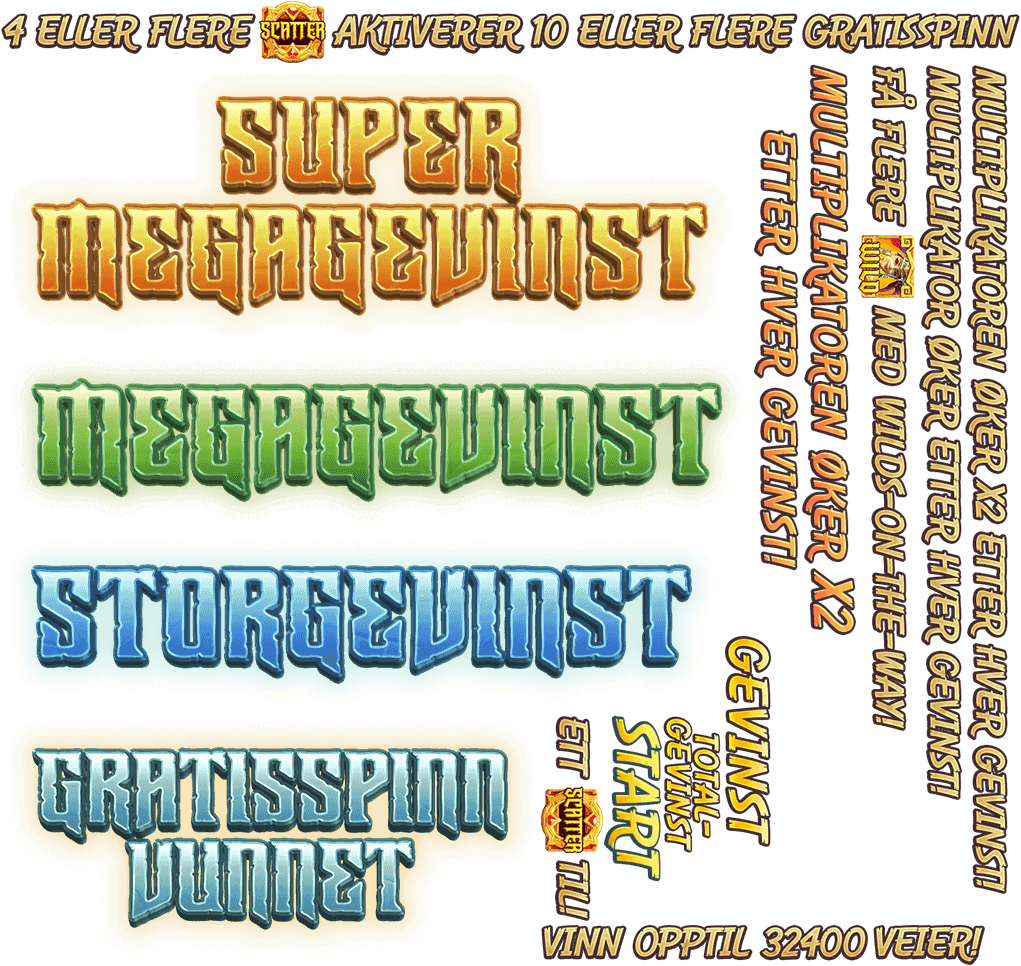 4 ELLER FLERE SCATTER AKTIVERER 10 ELLER FLERE GRATISSPINN
SUPER
MEGAGEVINST
MEGAGEVINST
STORGEVINST
GRATISSPINN
VUNNET
MULTIPLIKATOREN ØKER X2 ETTER HVER GEVINST!
MULTIPLIKATOR ØKER ETTER HVER GEVINST!
FÅ FLERE WILD MED WILDS-ON-THE-WAY!
MULTIPLIKATOREN ØKER X2
ETTER HVER GEVINST!
GEVINST
TOTAL-
GEVINST
START
ETT SCATTER TIL!
VINN OPPTIL 32400 VEIER!